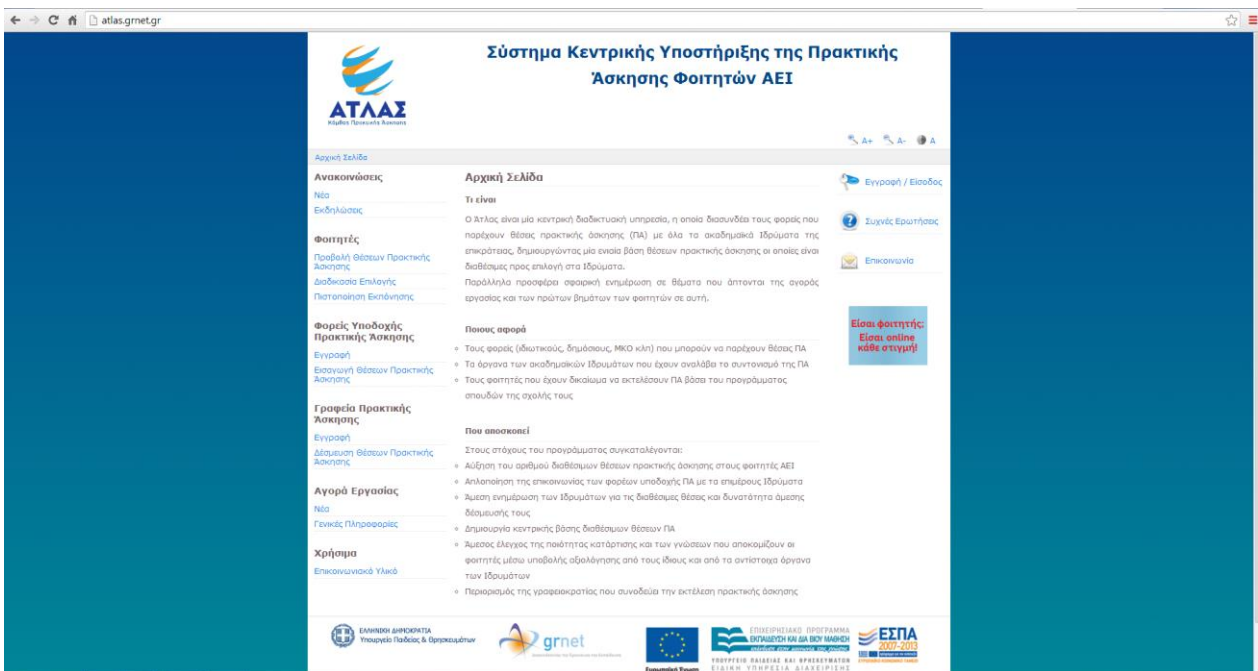 atlas.grnet.gr
Σύστημα Κεντρικής Υποστήριξης της Πρακτικής
Άσκησης Φοιτητών ΑΕΙ
ΑΤΛΑΣ
Κόμβος Πρακτικής Άσκησης
A+ A- A
Αρχική Σελίδα
Ανακοινώσεις
Νέα
Εκδηλώσεις
Φοιτητές
Προβολή Θέσεων Πρακτικής
Άσκησης
Διαδικασία Επιλογής
Πιστοποίηση Εκπόνησης
Φορείς Υποδοχής
Πρακτικής Άσκησης
Εγγραφή
Εισαγωγή Θέσεων Πρακτικής
Άσκησης
Γραφεία Πρακτικής
Άσκησης
Εγγραφή
Δέσμευση Θέσεων Πρακτικής
Άσκησης
Αγορά Εργασίας
Νέα
Γενικές Πληροφορίες
Χρήσιμα
Επικοινωνιακό Υλικό
Αρχική Σελίδα
Τι είναι
Ο Άτλας είναι μία κεντρική διαδικτυακή υπηρεσία, η οποία διασυνδέει τους φορείς που
παρέχουν θέσεις πρακτικής άσκησης (ΠΑ) με όλα τα ακαδημαϊκά Ιδρύματα της
επικράτειας, δημιουργώντας μία ενιαία βάση θέσεων πρακτικής άσκησης οι οποίες είναι
διαθέσιμες προς επιλογή στα Ιδρύματα.
Παράλληλα προσφέρει σφαιρική ενημέρωση σε θέματα που άπτονται της αγοράς
εργασίας και των πρώτων βημάτων των φοιτητών σε αυτή.
Ποιους αφορά
Τους φορείς (ιδιωτικούς, δημόσιους, ΜΚΟ κλπ) που μπορούν να παρέχουν θέσεις ΠΑ
Τα όργανα των ακαδημαϊκών Ιδρυμάτων που έχουν αναλάβει το συντονισμό της ΠΑ
Τους φοιτητές που έχουν δικαίωμα να εκτελέσουν ΠΑ βάσει του προγράμματος
σπουδών της σχολής τους
Που αποσκοπεί
Στους στόχους του προγράμματος συγκαταλέγονται:
Αύξηση του αριθμού διαθέσιμων θέσεων πρακτικής άσκησης στους φοιτητές ΑΕΙ
Απλοποίηση της επικοινωνίας των φορέων υποδοχής ΠΑ με τα επιμέρους Ιδρύματα
Άμεση ενημέρωση των Ιδρυμάτων για τις διαθέσιμες θέσεις και δυνατότητα άμεσης
δέσμευσής τους
Δημιουργία κεντρικής βάσης διαθέσιμων θέσεων ΠΑ
Άμεσος έλεγχος της ποιότητας κατάρτισης και των γνώσεων που αποκομίζουν οι
φοιτητές μέσω υποβολής αξιολόγησης από τους ίδιους και από τα αντίστοιχα όργανα
των Ιδρυμάτων
Περιορισμός της γραφειοκρατίας που συνοδεύει την εκτέλεση πρακτικής άσκησης
Εγγραφή / Είσοδος
Συχνές Ερωτήσεις
Επικοινωνία
Είσαι φοιτητής;
Είσαι online
κάθε στιγμή!
ΕΛΛΗΝΙΚΗ ΔΗΜΟΚΡΑΤΙΑ
Υπουργείο Παιδείας & Θρησκευμάτων
grnet
Ευρωπαϊκή Ένωση
ΕΠΙΧΕΙΡΗΣΙΑΚΟ ΠΡΟΓΡΑΜΜΑ
ΕΚΠΑΙΔΕΥΣΗ ΚΑΙ ΔΙΑ ΒΙΟΥ ΜΑΘΗΣΗ
ΥΠΟΥΡΓΕΙΟ ΠΑΙΔΕΙΑΣ ΚΑΙ ΘΡΗΣΚΕΥΜΑΤΩΝ
ΕΙΔΙΚΗ ΥΠΗΡΕΣΙΑ ΔΙΑΧΕΙΡΙΣΗΣ
ΕΣΠΑ
2007-2013